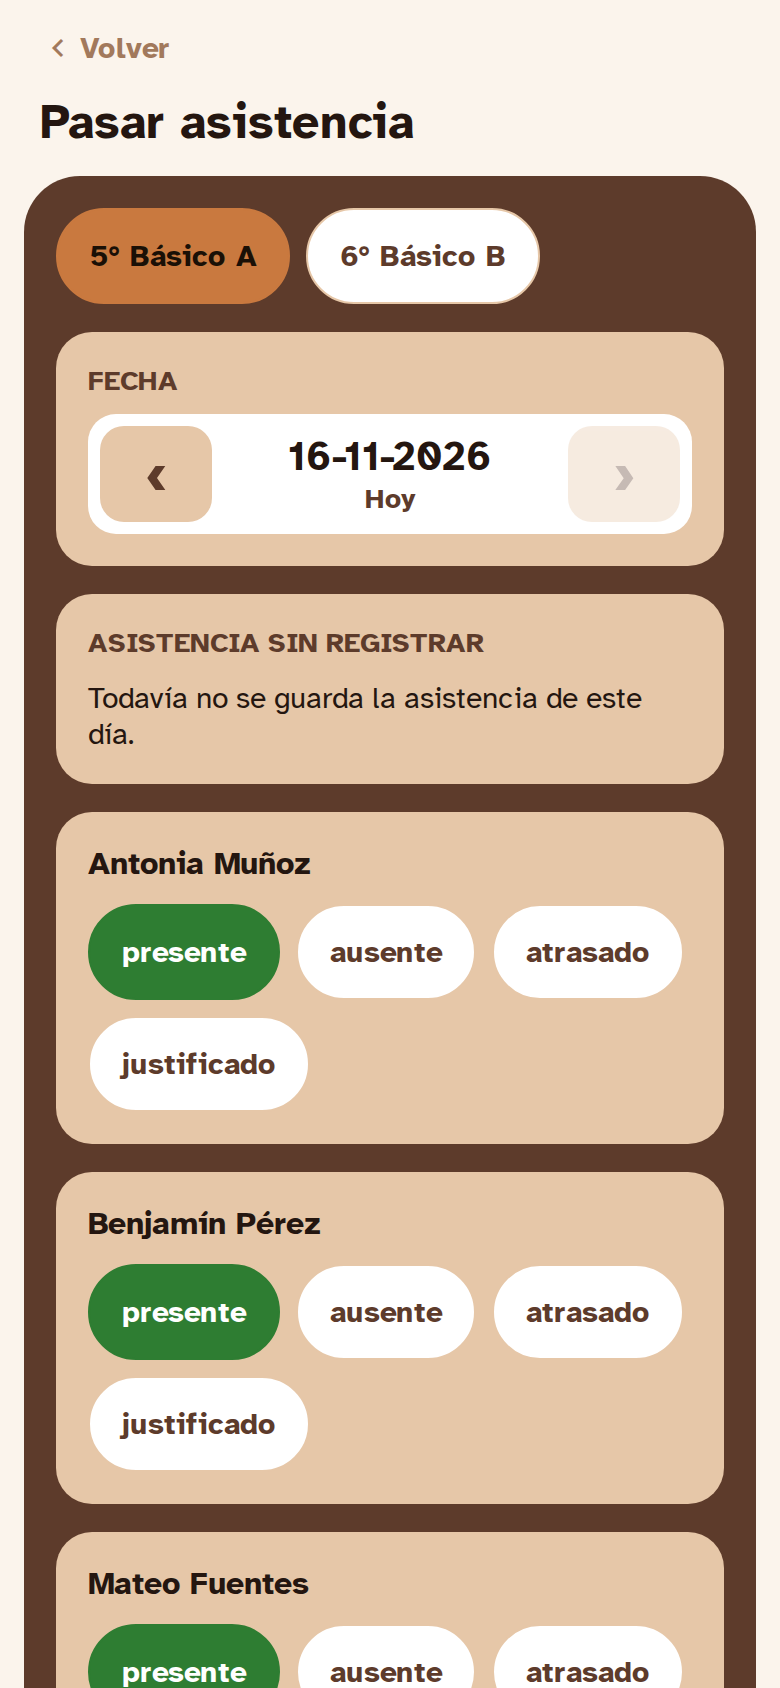 Volver
Pasar asistencia
5° Básico A
6° Básico B
FECHA
‹
16-11-2026
›
Hoy
ASISTENCIA SIN REGISTRAR
Todavía no se guarda la asistencia de este
día.
Antonia Muñoz
presente ausente atrasado
justificado
Benjamín Pérez
presente ausente atrasado
justificado
Mateo Fuentes
presente ausente atrasado